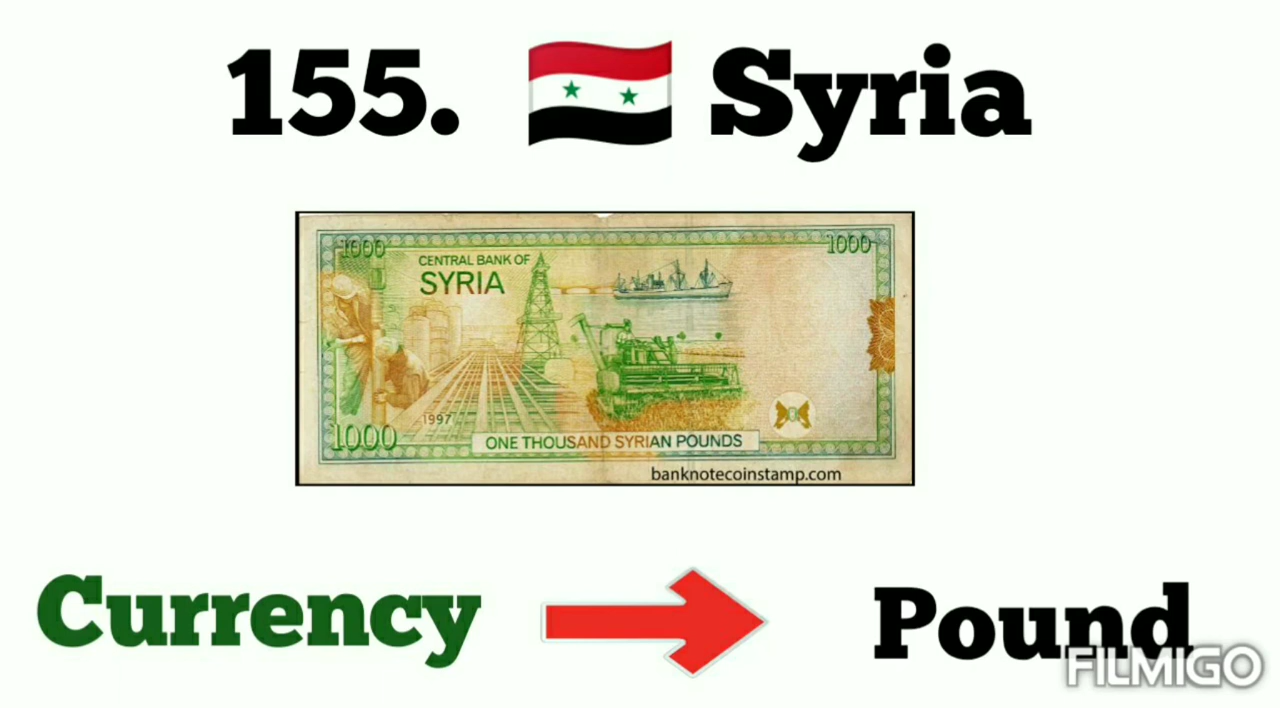 155. Syria
1000 1000
CENTRAL BANK OF
SYRIA
1997
1000
ONE THOUSAND SYRIAN POUNDS
banknotecoinstamp.com
Currency Pound
FILMIGO